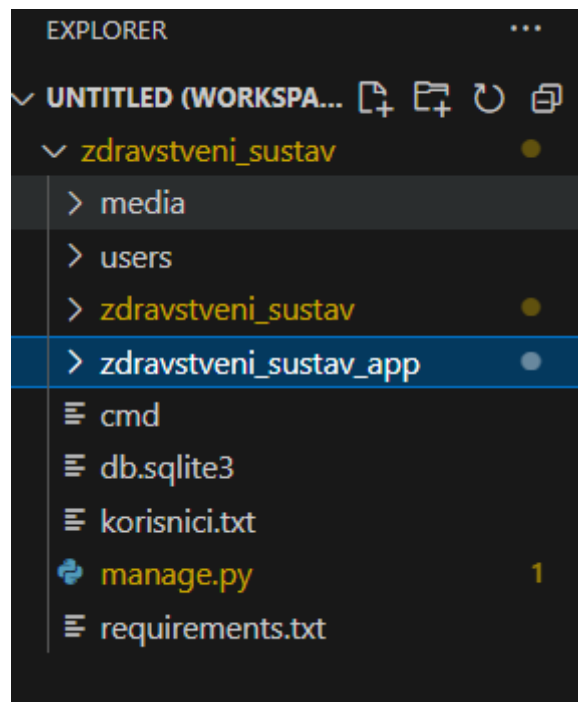 EXPLORER ...
UNTITLED (WORKSPA...
zdravstveni_sustav
media
users
zdravstveni_sustav
zdravstveni_sustav_app
cmd
db.sqlite3
korisnici.txt
manage.py 1
requirements.txt